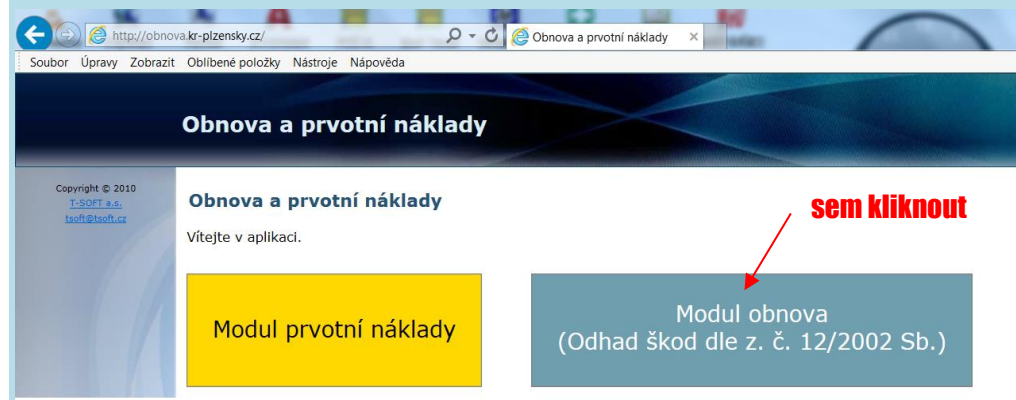 http://obnova.kr-plzensky.cz/
Obnova a prvotní náklady
Soubor Úpravy Zobrazit Oblíbené položky Nástroje Nápověda
Obnova a prvotní náklady
Copyright © 2010
T-SOFT a.s.
tsoft@tsoft.cz
Obnova a prvotní náklady
Vítejte v aplikaci.
sem kliknout
Modul prvotní náklady
Modul obnova
(Odhad škod dle z. č. 12/2002 Sb.)